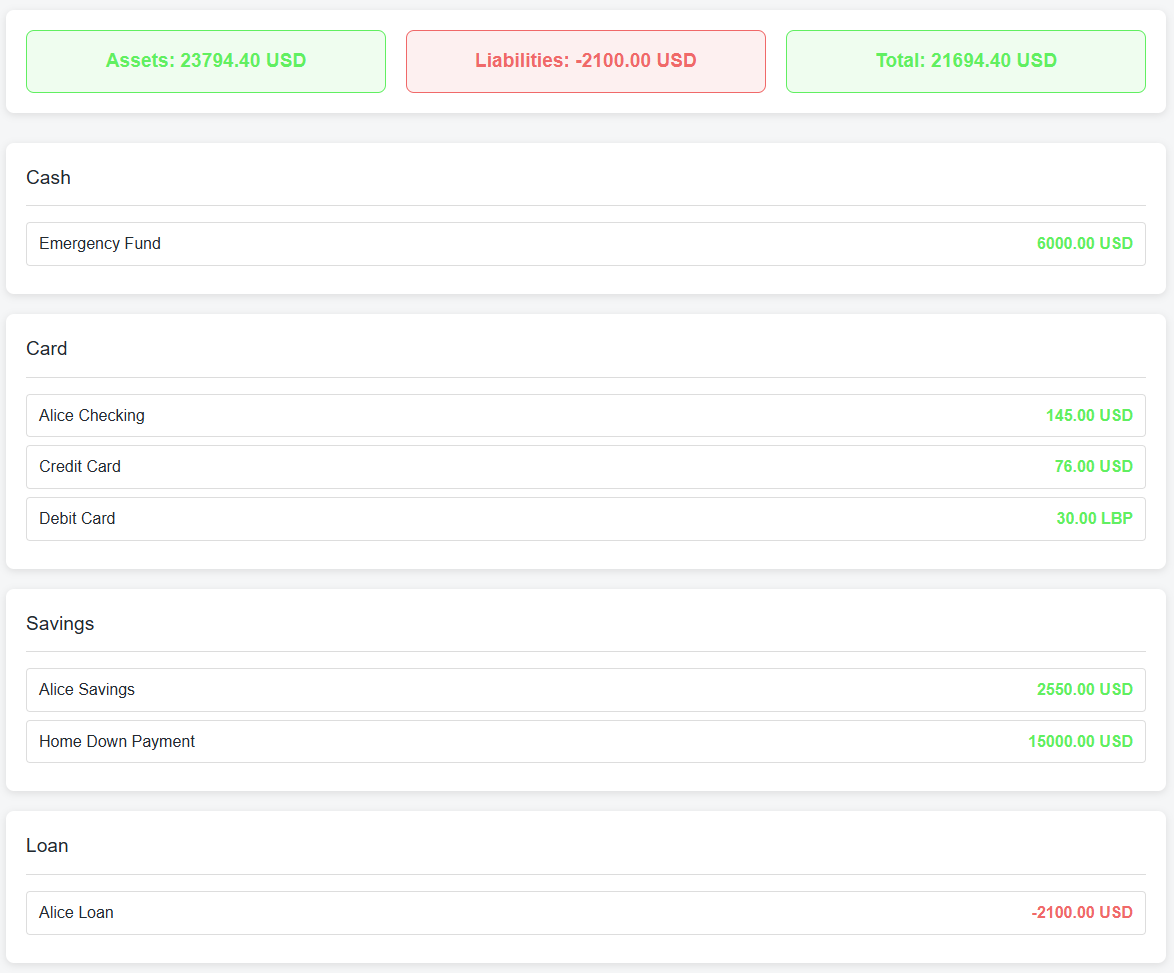 Assets: 23794.40 USD
Liabilities: -2100.00 USD
Total: 21694.40 USD
Cash
Emergency Fund 6000.00 USD
Card
Alice Checking 145.00 USD
Credit Card 76.00 USD
Debit Card 30.00 LBP
Savings
Alice Savings 2550.00 USD
Home Down Payment 15000.00 USD
Loan
Alice Loan -2100.00 USD